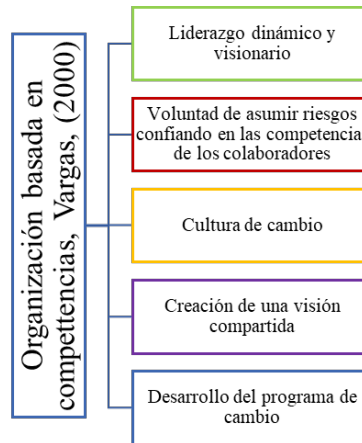 Organización basada en
compettencias, Vargas, (2000)
Liderazgo dinámico y
visionario
Voluntad de asumir riesgos
confiando en las competencia
de los colaboradores
Cultura de cambio
Creación de una visión
compartida
Desarrollo del programa de
cambio